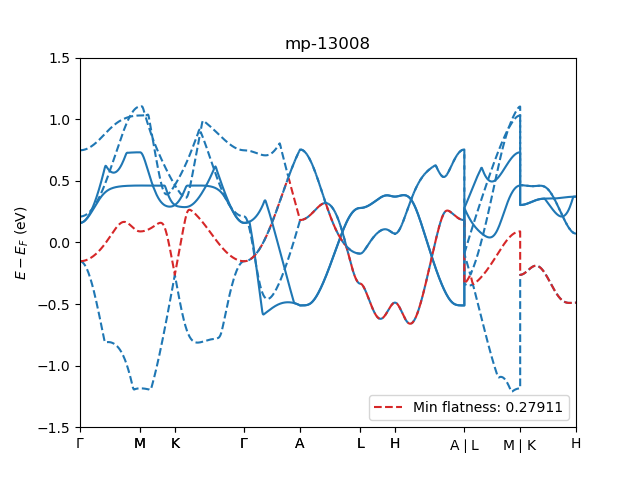 mp-13008
1.5
1.0
0.5
0.0
−0.5
−1.0
−1.5
E − E_F (eV)
Min flatness: 0.27911
Γ M K Γ A L H A | L M | K H